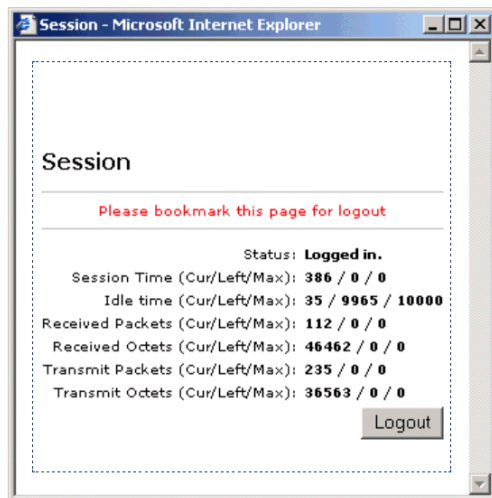 Session - Microsoft Internet Explorer
Session
Please bookmark this page for logout
Status: Logged in.
Session Time (Cur/Left/Max): 386 / 0 / 0
Idle time (Cur/Left/Max): 35 / 9965 / 10000
Received Packets (Cur/Left/Max): 112 / 0 / 0
Received Octets (Cur/Left/Max): 46462 / 0 / 0
Transmit Packets (Cur/Left/Max): 235 / 0 / 0
Transmit Octets (Cur/Left/Max): 36563 / 0 / 0
Logout